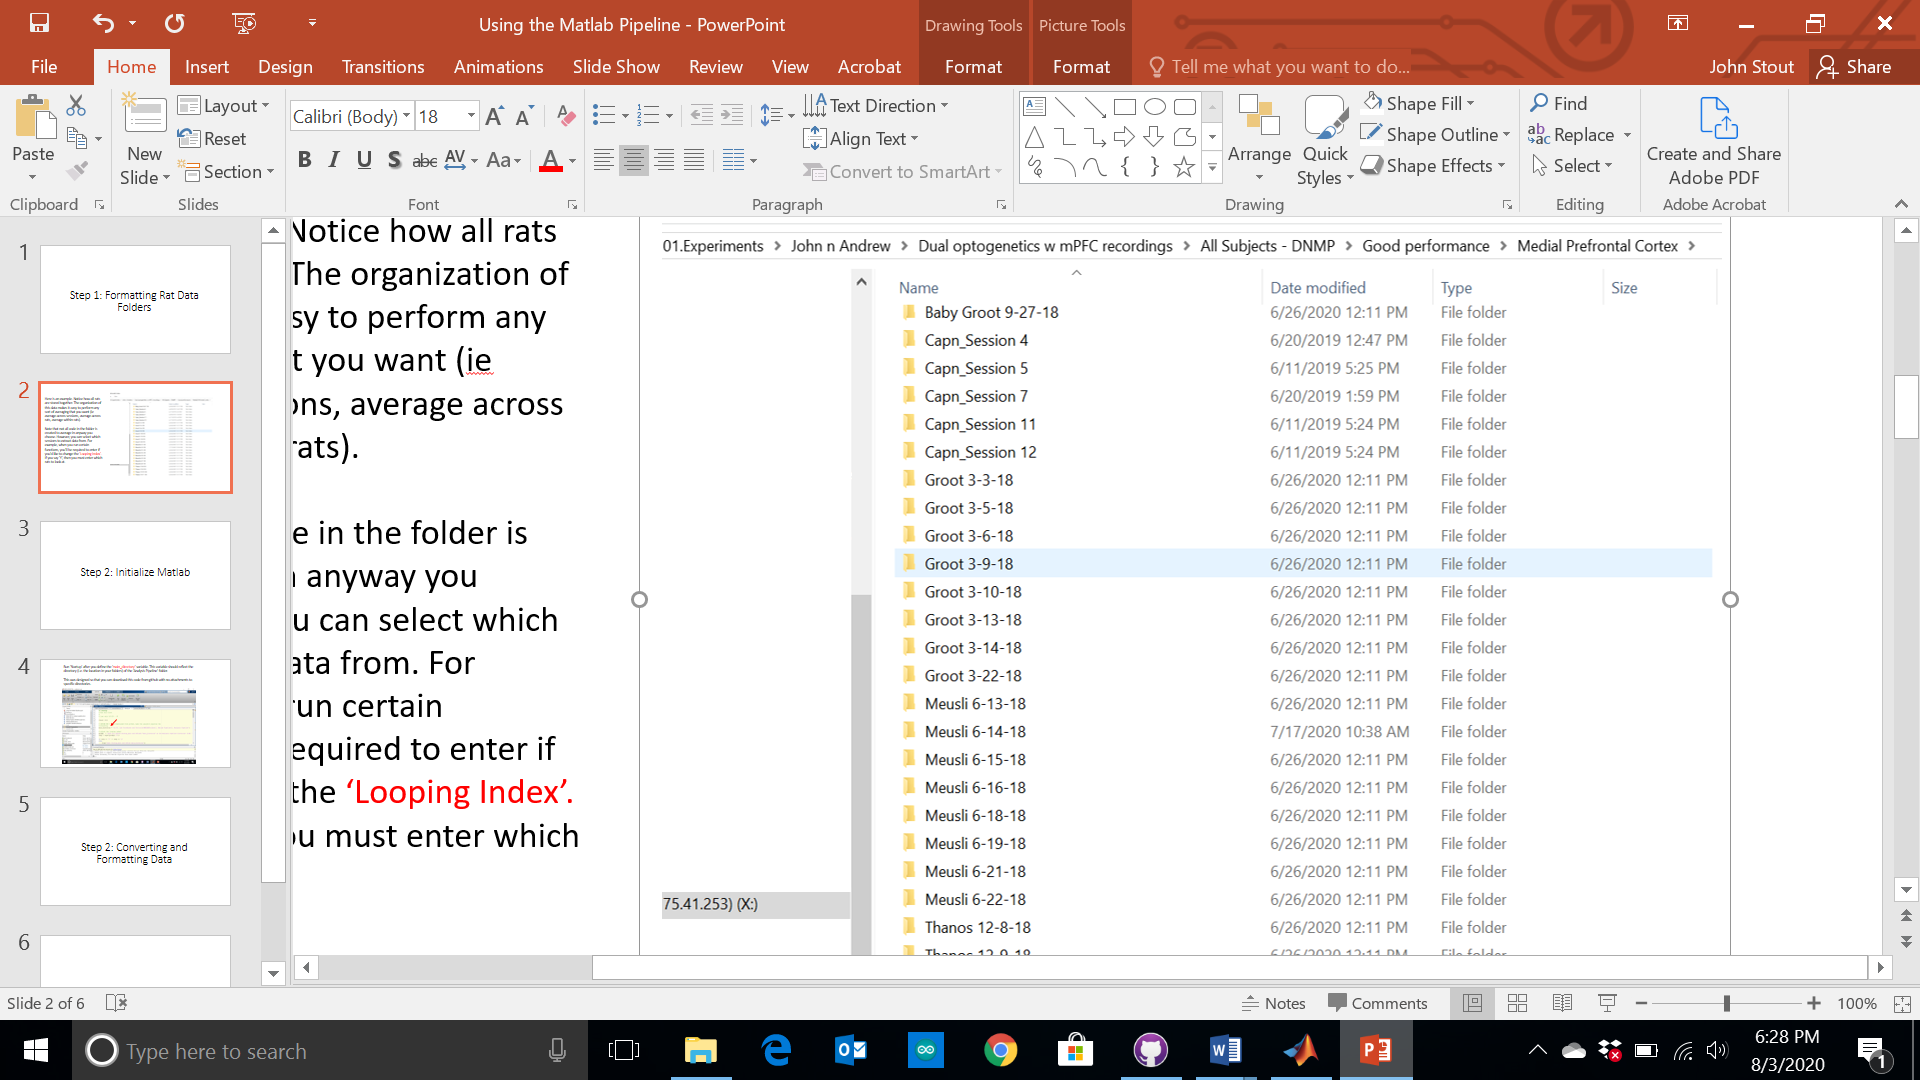 Using the Matlab Pipeline - PowerPoint
Drawing Tools
Picture Tools
File
Home
Insert
Design
Transitions
Animations
Slide Show
Review
View
Acrobat
Format
Format
Tell me what you want to do...
John Stout
Share
Paste
Clipboard
New
Slide
Layout
Reset
Section
Slides
Calibri (Body)
18
A A
B I U S abc AV Aa A
Font
Text Direction
Align Text
Convert to SmartArt
Paragraph
Arrange
Quick
Styles
Shape Fill
Shape Outline
Shape Effects
Drawing
Find
Replace
Select
Editing
Create and Share
Adobe PDF
Adobe Acrobat
1
Step 1: Formatting Rat Data
Folders
2
3
Step 2: Initialize Matlab
4
5
Step 2: Converting and
Formatting Data
6
Notice how all rats
The organization of
sy to perform any
t you want (ie
ons, average across
rats).
e in the folder is
n anyway you
u can select which
ata from. For
run certain
equired to enter if
the ‘Looping Index’.
ou must enter which
01.Experiments > John n Andrew > Dual optogenetics w mPFC recordings > All Subjects - DNMP > Good performance > Medial Prefrontal Cortex >
Name Date modified Type Size
Baby Groot 9-27-18 6/26/2020 12:11 PM File folder
Capn_Session 4 6/20/2019 12:47 PM File folder
Capn_Session 5 6/11/2019 5:25 PM File folder
Capn_Session 7 6/20/2019 1:59 PM File folder
Capn_Session 11 6/11/2019 5:24 PM File folder
Capn_Session 12 6/11/2019 5:24 PM File folder
Groot 3-3-18 6/26/2020 12:11 PM File folder
Groot 3-5-18 6/26/2020 12:11 PM File folder
Groot 3-6-18 6/26/2020 12:11 PM File folder
Groot 3-9-18 6/26/2020 12:11 PM File folder
Groot 3-10-18 6/26/2020 12:11 PM File folder
Groot 3-13-18 6/26/2020 12:11 PM File folder
Groot 3-14-18 6/26/2020 12:11 PM File folder
Groot 3-22-18 6/26/2020 12:11 PM File folder
Meusli 6-13-18 6/26/2020 12:11 PM File folder
Meusli 6-14-18 7/17/2020 10:38 AM File folder
Meusli 6-15-18 6/26/2020 12:11 PM File folder
Meusli 6-16-18 6/26/2020 12:11 PM File folder
Meusli 6-18-18 6/26/2020 12:11 PM File folder
Meusli 6-19-18 6/26/2020 12:11 PM File folder
Meusli 6-21-18 6/26/2020 12:11 PM File folder
Meusli 6-22-18 6/26/2020 12:11 PM File folder
Thanos 12-8-18 6/26/2020 12:11 PM File folder
Thanos 12-9-18 6/26/2020 12:11 PM File folder
75.41.253) (X:)
Slide 2 of 6
Notes
Comments
100%
Type here to search
6:28 PM
8/3/2020
1